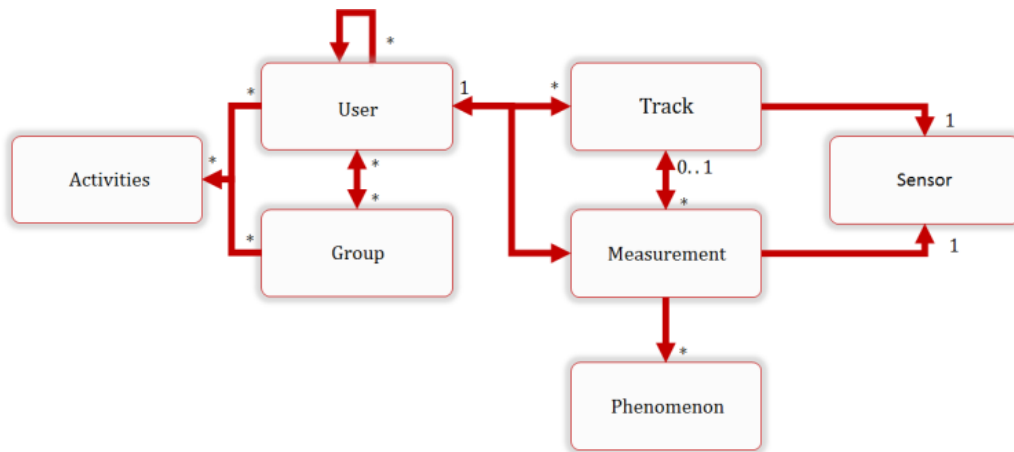 *
* 1 *
User Track
1
* *
Activities Sensor
0..1
* * *
1
Group Measurement
*
Phenomenon